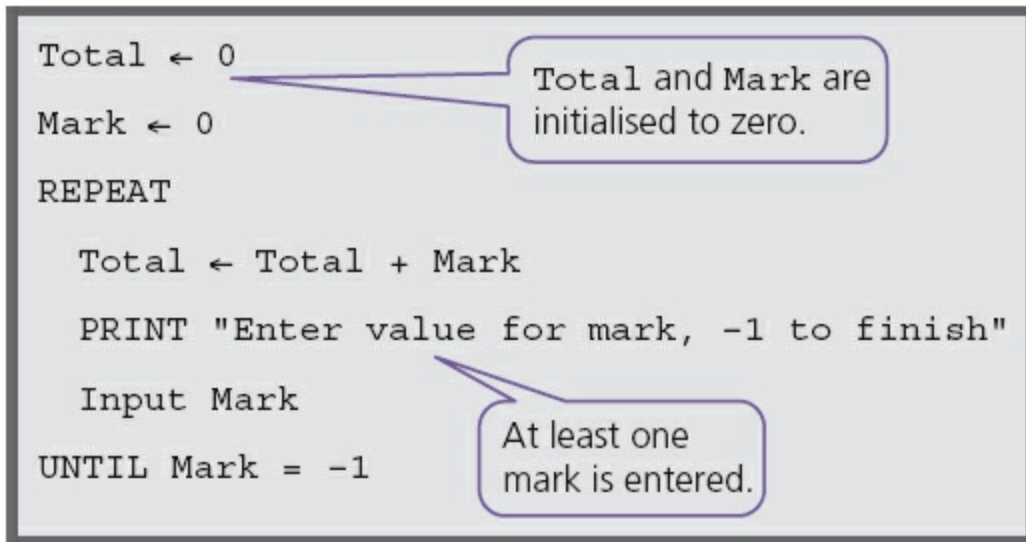 Total ← 0
Total and Mark are
initialised to zero.
Mark ← 0
REPEAT
Total ← Total + Mark
PRINT "Enter value for mark, -1 to finish"
Input Mark
At least one
mark is entered.
UNTIL Mark = -1